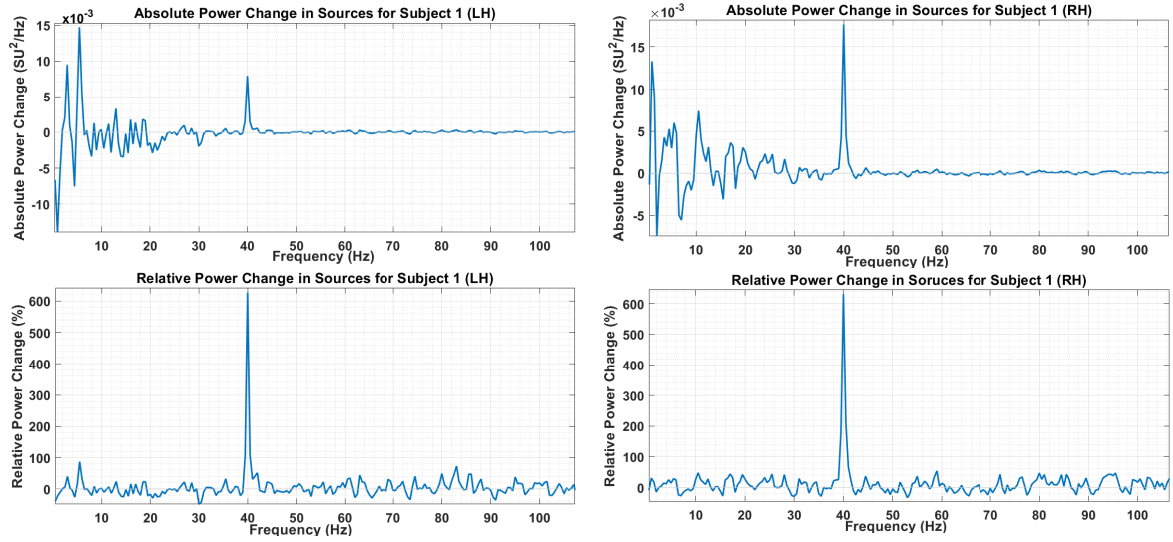 Absolute Power Change in Sources for Subject 1 (LH)
×10-3
Absolute Power Change (SU2/Hz)
15
10
5
0
-5
-10
10 20 30 40 50 60 70 80 90 100
Frequency (Hz)
Absolute Power Change in Sources for Subject 1 (RH)
×10-3
Absolute Power Change (SU2/Hz)
15
10
5
0
-5
10 20 30 40 50 60 70 80 90 100
Frequency (Hz)
Relative Power Change in Sources for Subject 1 (LH)
Relative Power Change (%)
600
500
400
300
200
100
0
10 20 30 40 50 60 70 80 90 100
Frequency (Hz)
Relative Power Change in Soruces for Subject 1 (RH)
Relative Power Change (%)
600
500
400
300
200
100
0
10 20 30 40 50 60 70 80 90 100
Frequency (Hz)